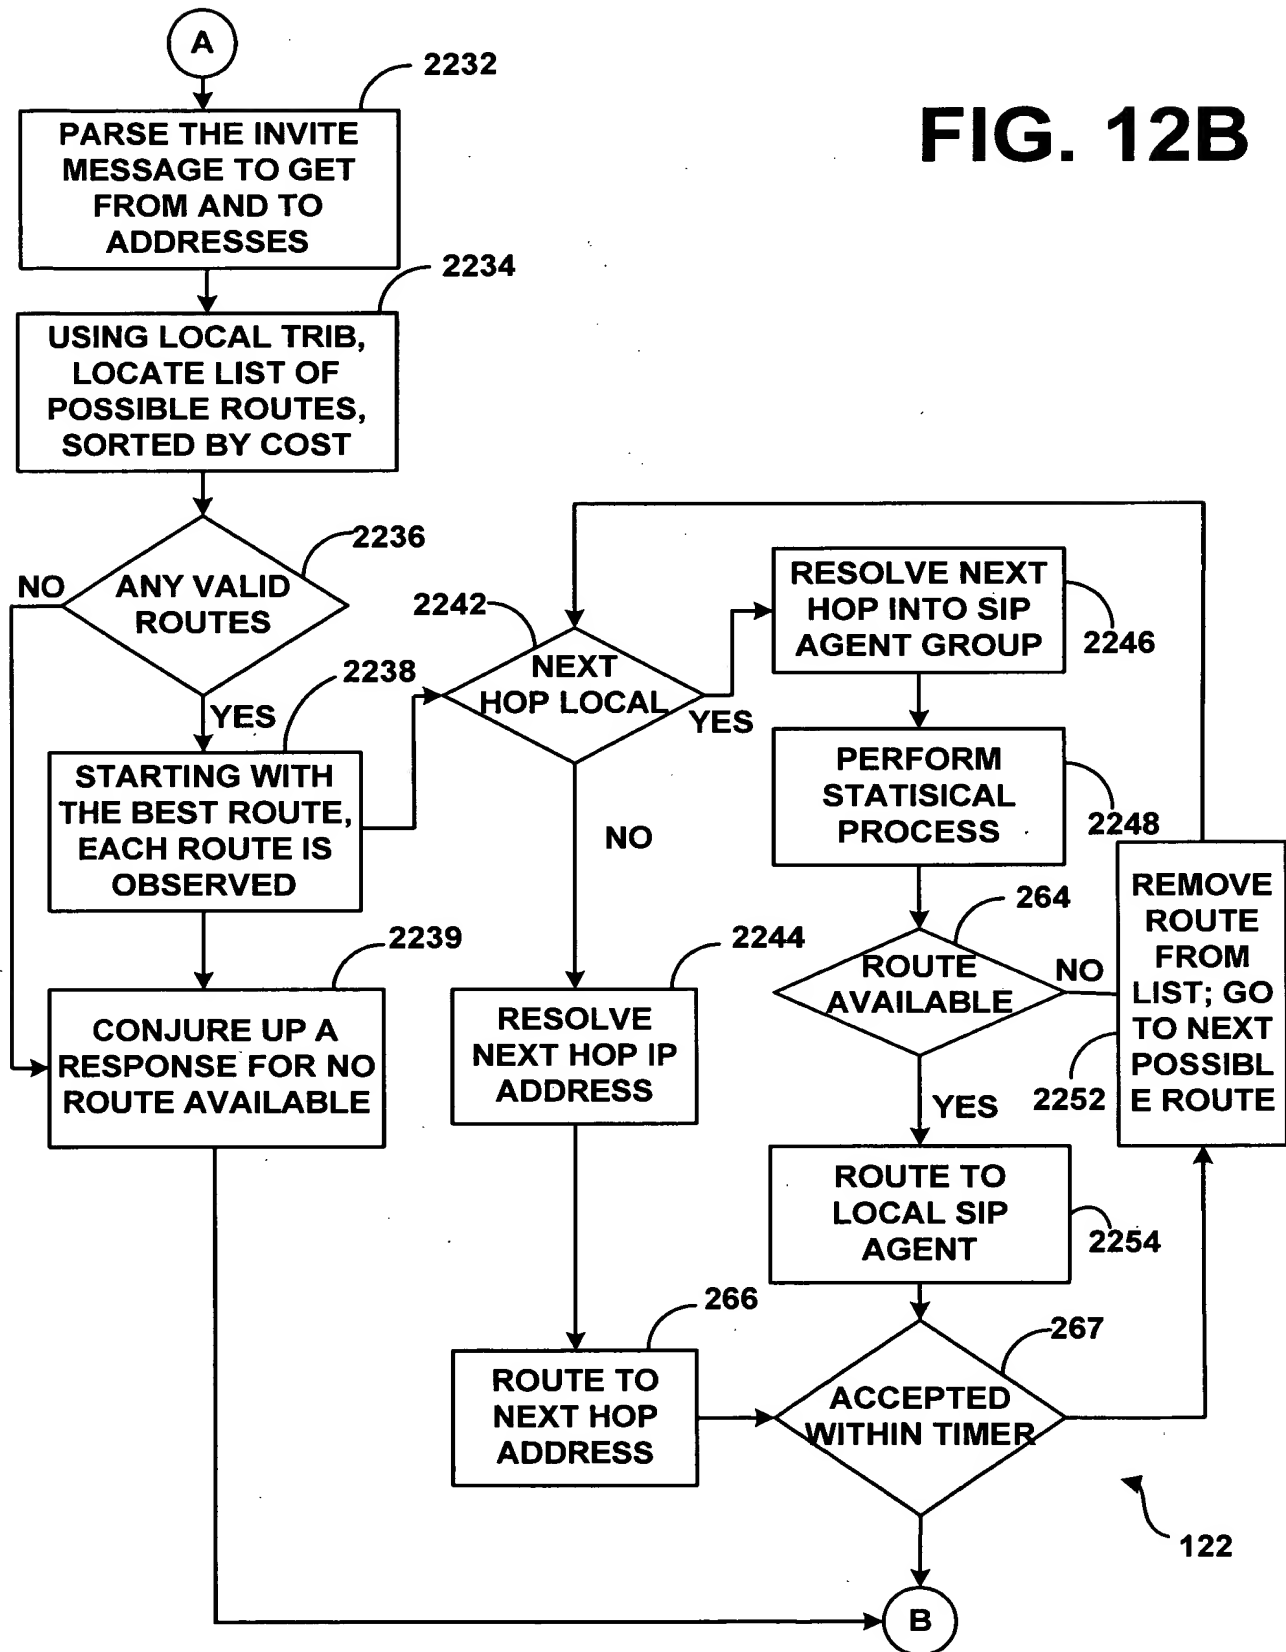 A
2232
FIG. 12B
PARSE THE INVITE
MESSAGE TO GET
FROM AND TO
ADDRESSES
2234
USING LOCAL TRIB,
LOCATE LIST OF
POSSIBLE ROUTES,
SORTED BY COST
2236
NO
ANY VALID
ROUTES
YES
2238
STARTING WITH
THE BEST ROUTE,
EACH ROUTE IS
OBSERVED
2239
CONJURE UP A
RESPONSE FOR NO
ROUTE AVAILABLE
2242
NEXT
HOP LOCAL
YES
NO
2244
RESOLVE
NEXT HOP IP
ADDRESS
266
ROUTE TO
NEXT HOP
ADDRESS
RESOLVE NEXT
HOP INTO SIP
AGENT GROUP
2246
PERFORM
STATISICAL
PROCESS
2248
264
ROUTE
AVAILABLE
NO
YES
REMOVE
ROUTE
FROM
LIST; GO
TO NEXT
POSSIBL
E ROUTE
2252
ROUTE TO
LOCAL SIP
AGENT
2254
267
ACCEPTED
WITHIN TIMER
122
B